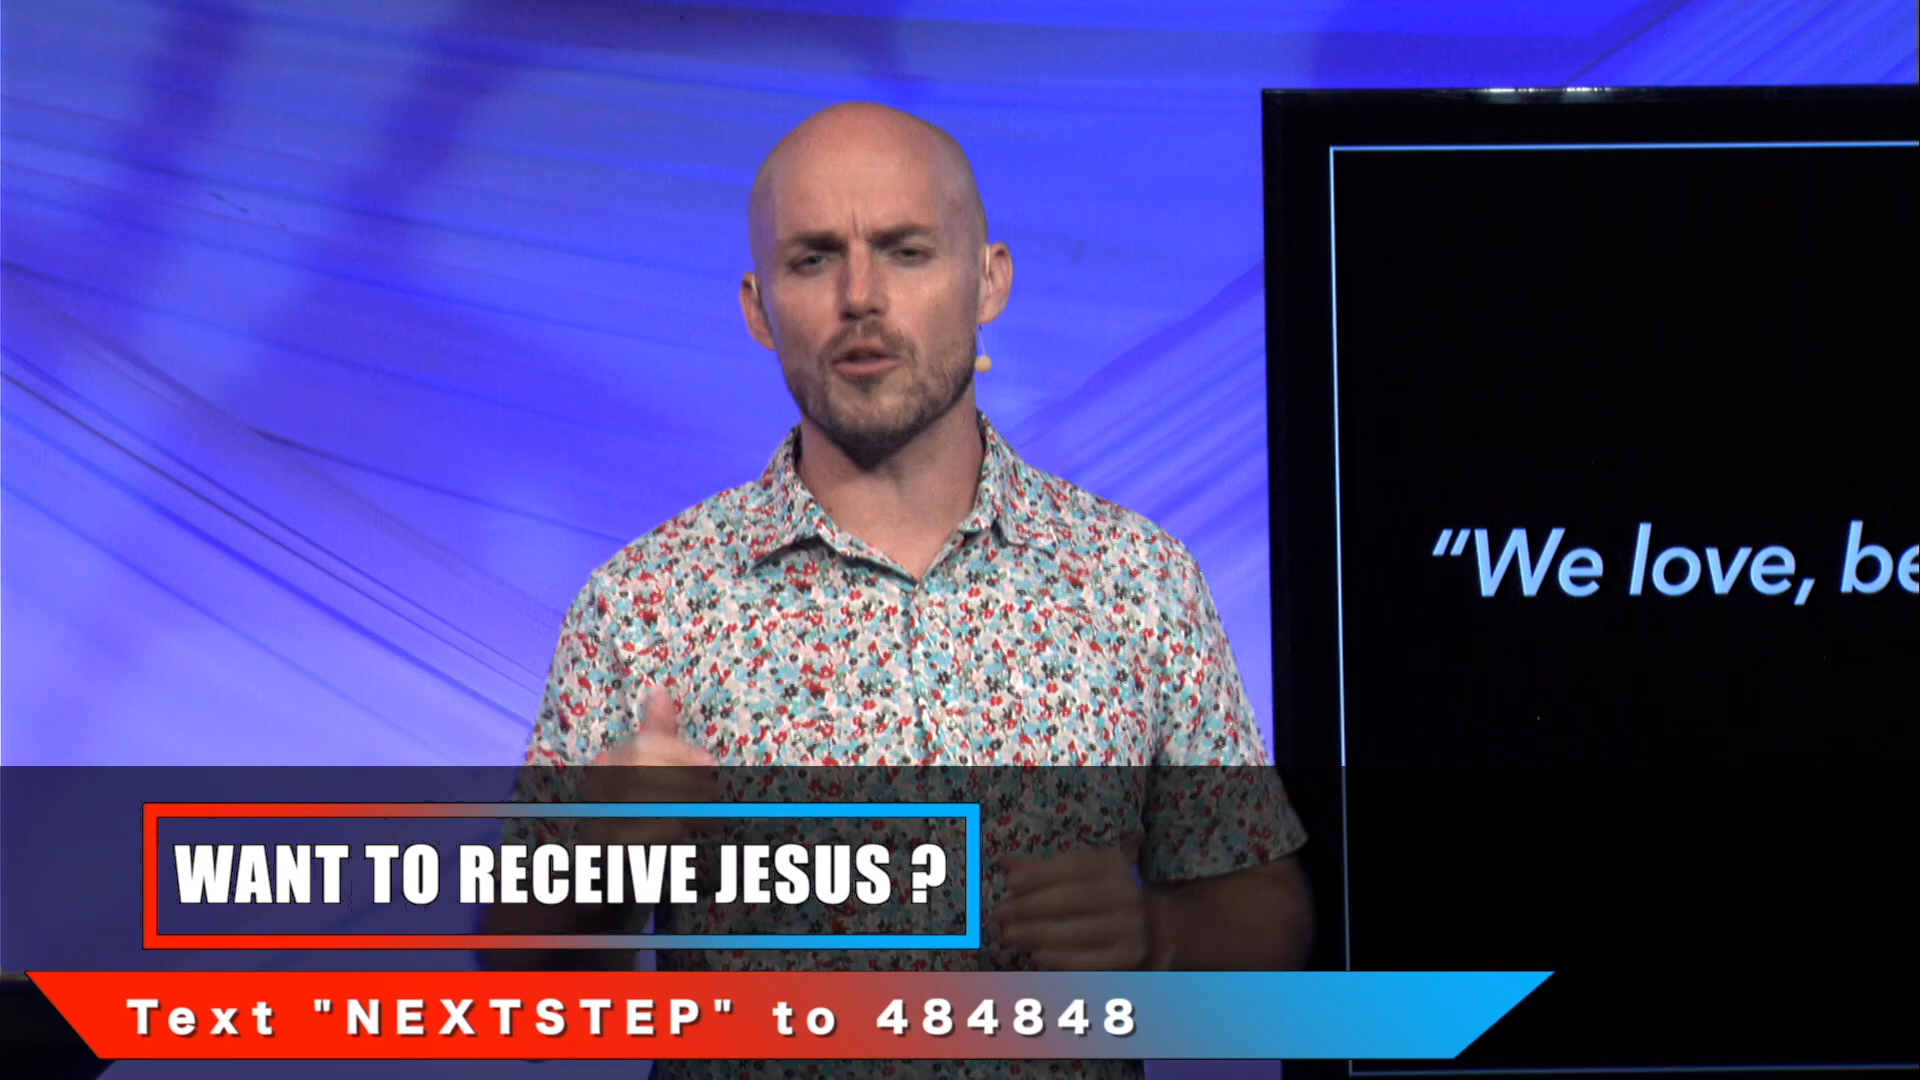 “We love, be
WANT TO RECEIVE JESUS ?
Text "NEXTSTEP" to 484848